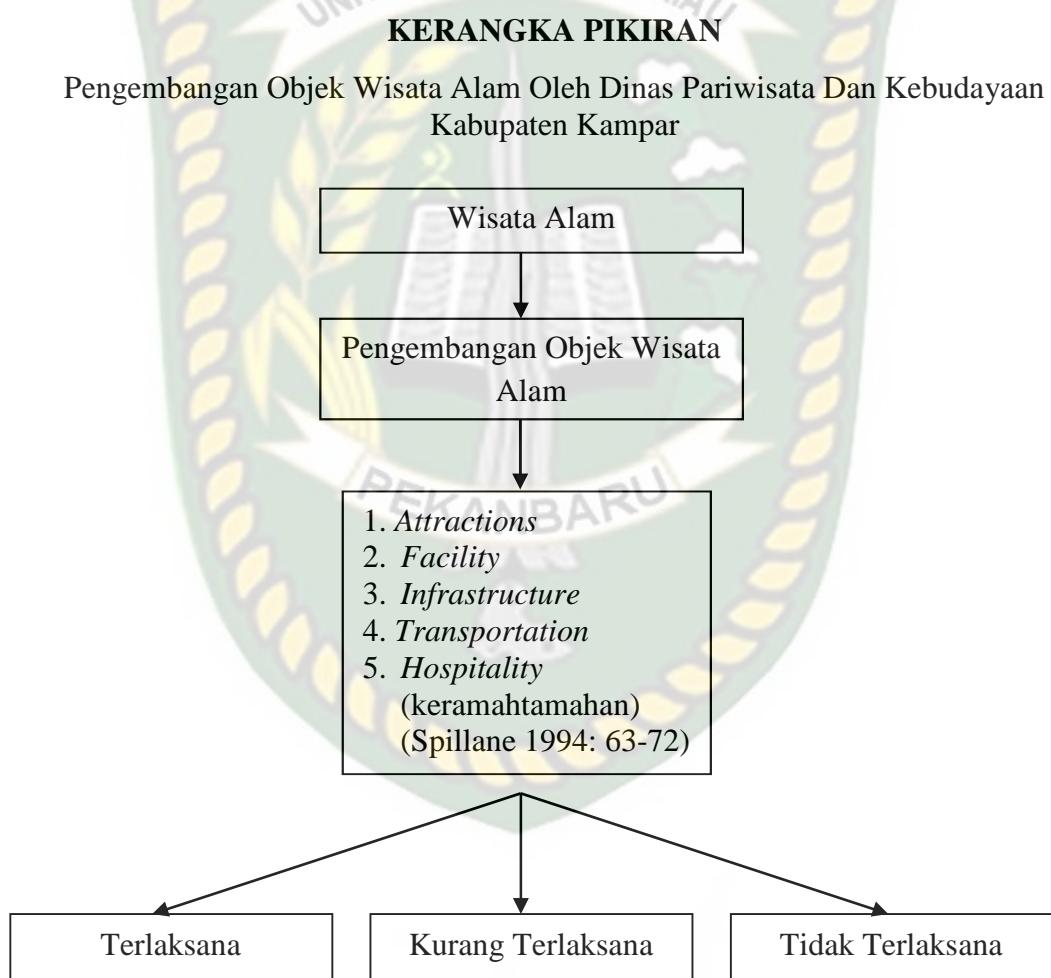 KERANGKA PIKIRAN
Pengembangan Objek Wisata Alam Oleh Dinas Pariwisata Dan Kebudayaan
Kabupaten Kampar
Wisata Alam
Pengembangan Objek Wisata
Alam
PEKANBARU
1. Attractions
2. Facility
3. Infrastructure
4. Transportation
5. Hospitality
(keramahtamahan)
(Spillane 1994: 63-72)
Terlaksana
Kurang Terlaksana
Tidak Terlaksana